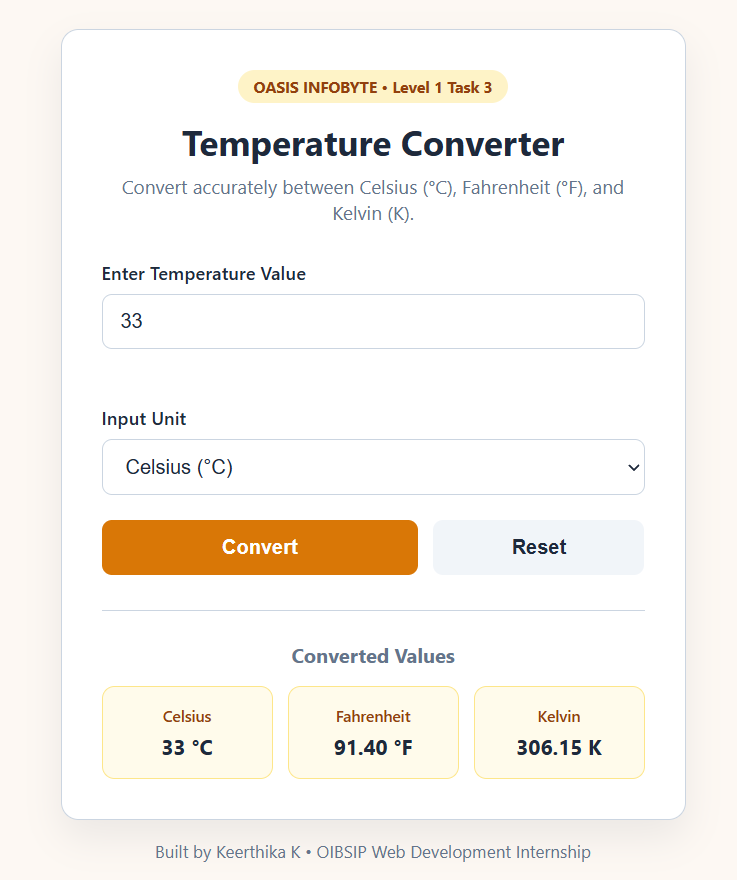 OASIS INFOBYTE • Level 1 Task 3
Temperature Converter
Convert accurately between Celsius (°C), Fahrenheit (°F), and
Kelvin (K).
Enter Temperature Value
33
Input Unit
Celsius (°C)
Convert Reset
Converted Values
Celsius Fahrenheit Kelvin
33 °C 91.40 °F 306.15 K
Built by Keerthika K • OIBSIP Web Development Internship